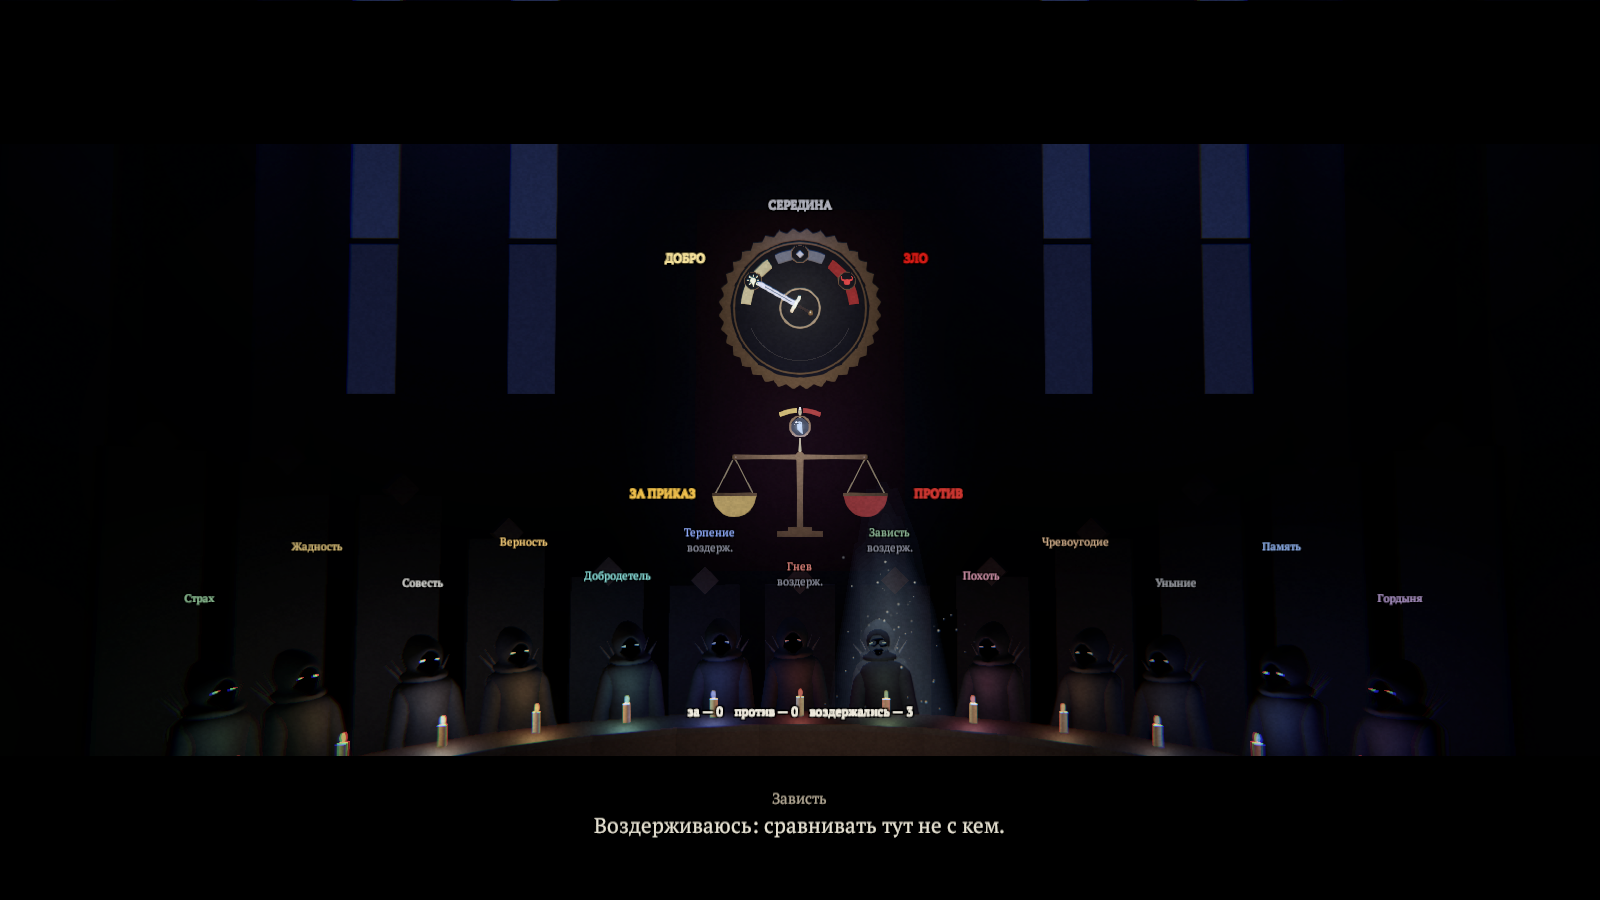 СЕРЕДИНА
ДОБРО
ЗЛО
ЗА ПРИКАЗ
ПРОТИВ
Терпение
воздерж.
Зависть
воздерж.
Жадность
Верность
Чревоугодие
Память
Гнев
воздерж.
Совесть
Добродетель
Похоть
Уныние
Страх
Гордыня
за — 0 против — 0 воздержались — 3
Зависть
Воздерживаюсь: сравнивать тут не с кем.